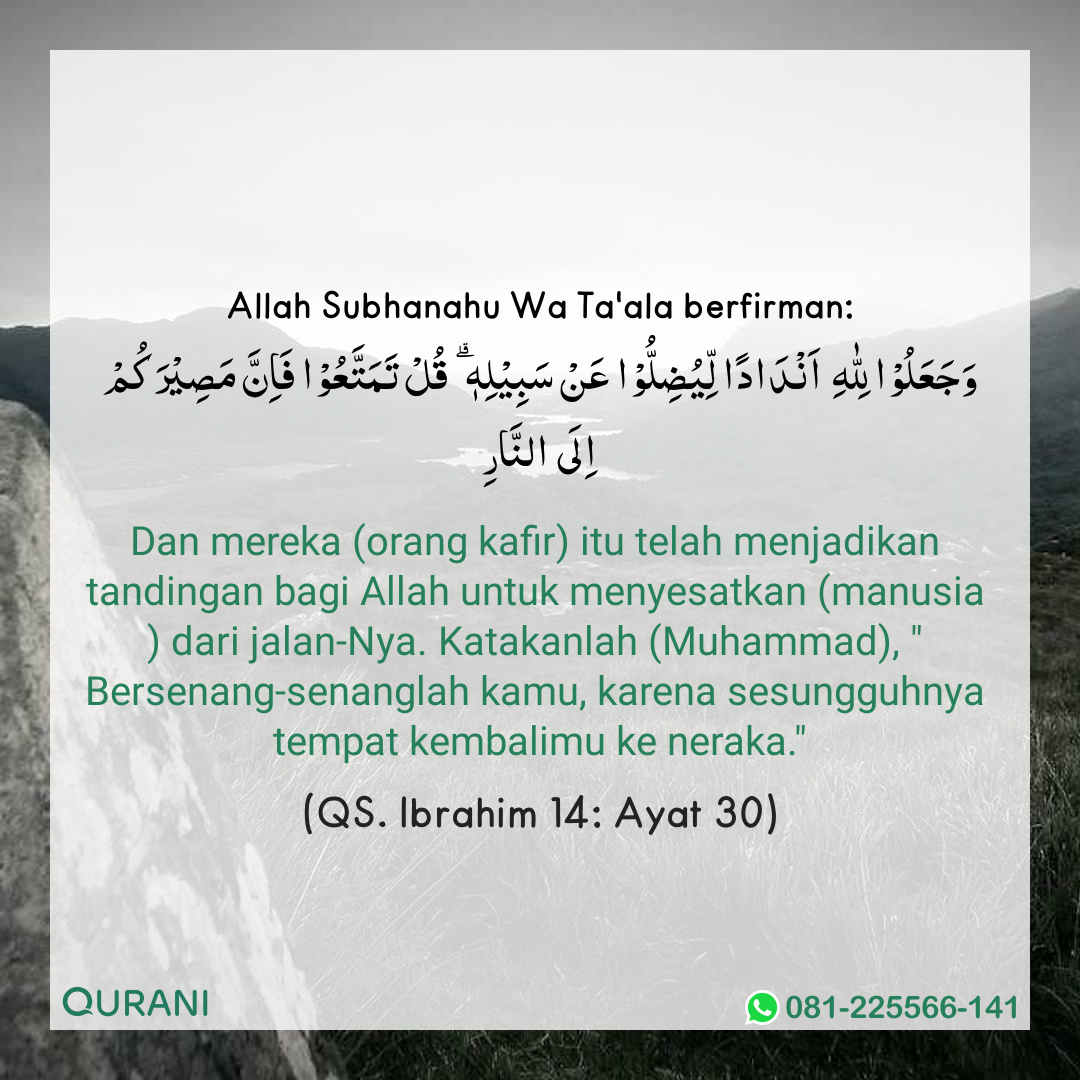 Allah Subhanahu Wa Ta'ala berfirman:
وَجَعَلُوْا لِلّٰهِ اَنْدَادًا لِّيُضِلُّوْا عَنْ سَبِيْلِهٖ ۗ قُلْ تَمَتَّعُوْا فَاِنَّ مَصِيْرَكُمْ
اِلَى النَّارِ
Dan mereka (orang kafir) itu telah menjadikan
tandingan bagi Allah untuk menyesatkan (manusia
) dari jalan-Nya. Katakanlah (Muhammad), "
Bersenang-senanglah kamu, karena sesungguhnya
tempat kembalimu ke neraka."
(QS. Ibrahim 14: Ayat 30)
QURANI
081-225566-141